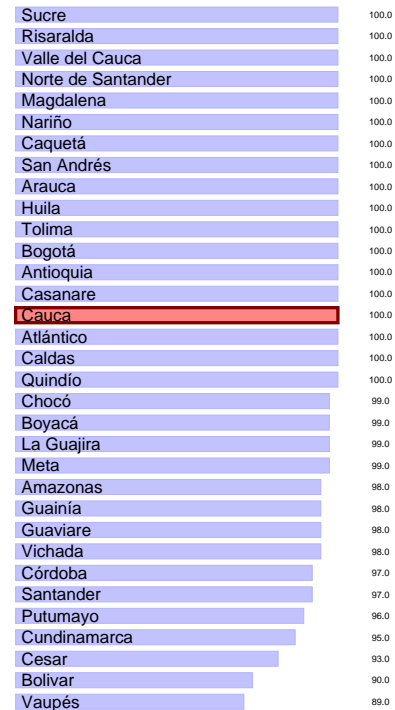 Sucre 100.0
Risaralda 100.0
Valle del Cauca 100.0
Norte de Santander 100.0
Magdalena 100.0
Nariño 100.0
Caquetá 100.0
San Andrés 100.0
Arauca 100.0
Huila 100.0
Tolima 100.0
Bogotá 100.0
Antioquia 100.0
Casanare 100.0
Cauca 100.0
Atlántico 100.0
Caldas 100.0
Quindío 100.0
Chocó 99.0
Boyacá 99.0
La Guajira 99.0
Meta 99.0
Amazonas 98.0
Guainía 98.0
Guaviare 98.0
Vichada 98.0
Córdoba 97.0
Santander 97.0
Putumayo 96.0
Cundinamarca 95.0
Cesar 93.0
Bolivar 90.0
Vaupés 89.0